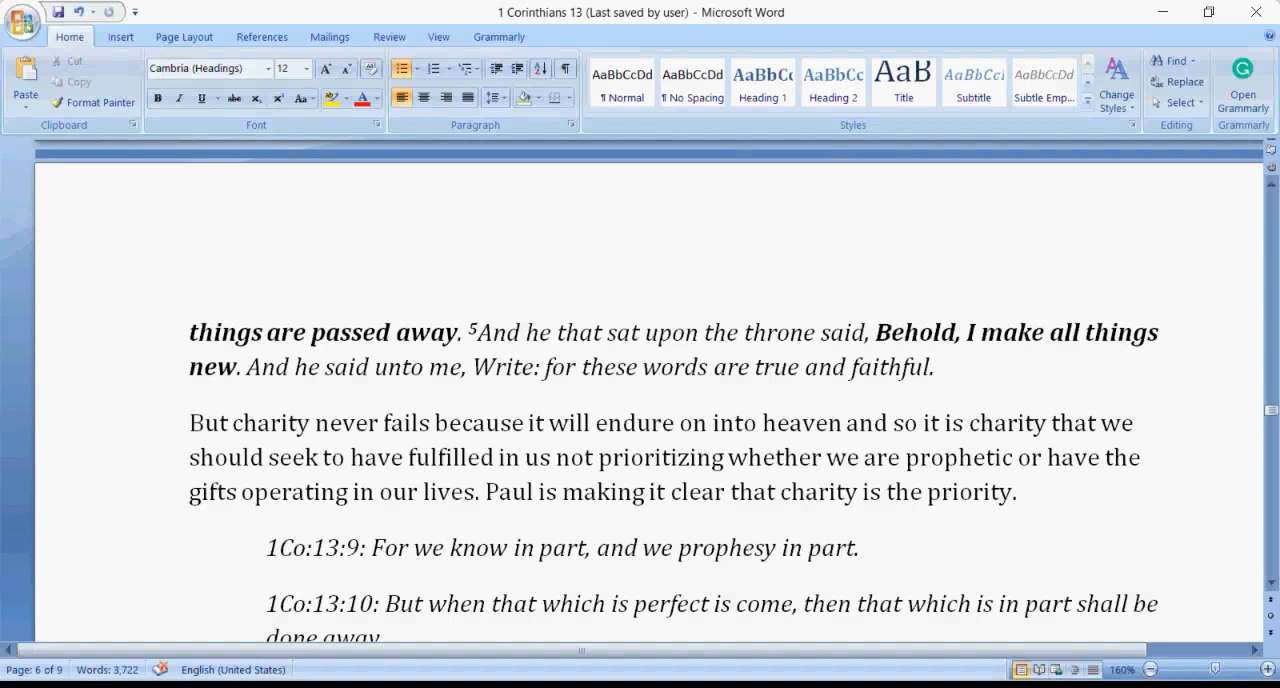 1 Corinthians 13 (Last saved by user) - Microsoft Word
Home Insert Page Layout References Mailings Review View Grammarly
Paste
Cut
Copy
Format Painter
Clipboard
Cambria (Headings) 12
Font
Paragraph
AaBbCcDd AaBbCcDd AaBbCc AaBbCc AaB AaBbCcl AaBbCcDd
¶ Normal ¶ No Spacing Heading 1 Heading 2 Title Subtitle Subtle Emp...
Change Styles
Styles
Find
Replace
Select
Editing
Open Grammarly
Grammarly
things are passed away. 5And he that sat upon the throne said, Behold, I make all things
new. And he said unto me, Write: for these words are true and faithful.
But charity never fails because it will endure on into heaven and so it is charity that we
should seek to have fulfilled in us not prioritizing whether we are prophetic or have the
gifts operating in our lives. Paul is making it clear that charity is the priority.
1Co:13:9: For we know in part, and we prophesy in part.
1Co:13:10: But when that which is perfect is come, then that which is in part shall be
done away.
Page: 6 of 9 Words: 3,722 English (United States) 160%